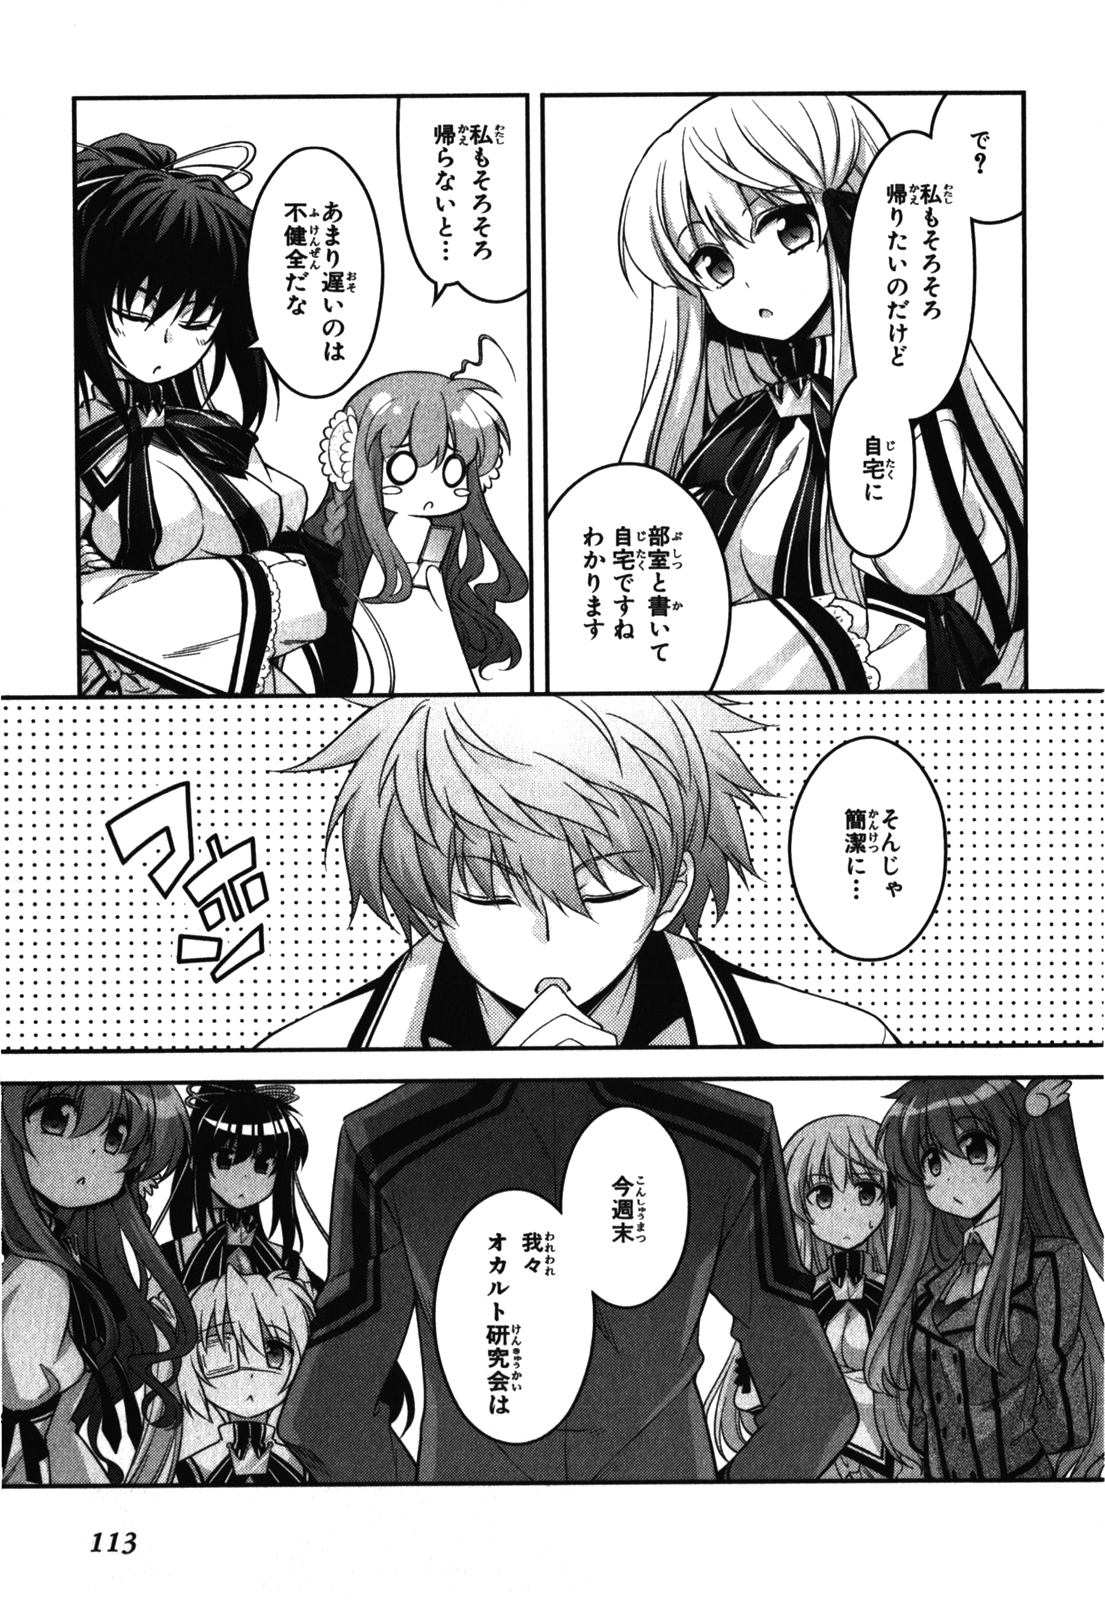 で？
私もそろそろ
帰りたいのだけど
自宅に
部室と書いて
自宅ですね
わかります
私もそろそろ
帰らないと…
あまり遅いのは
不健全だな
そんじゃ
簡潔に…
コホン
今週末
我々
オカルト研究会は
113